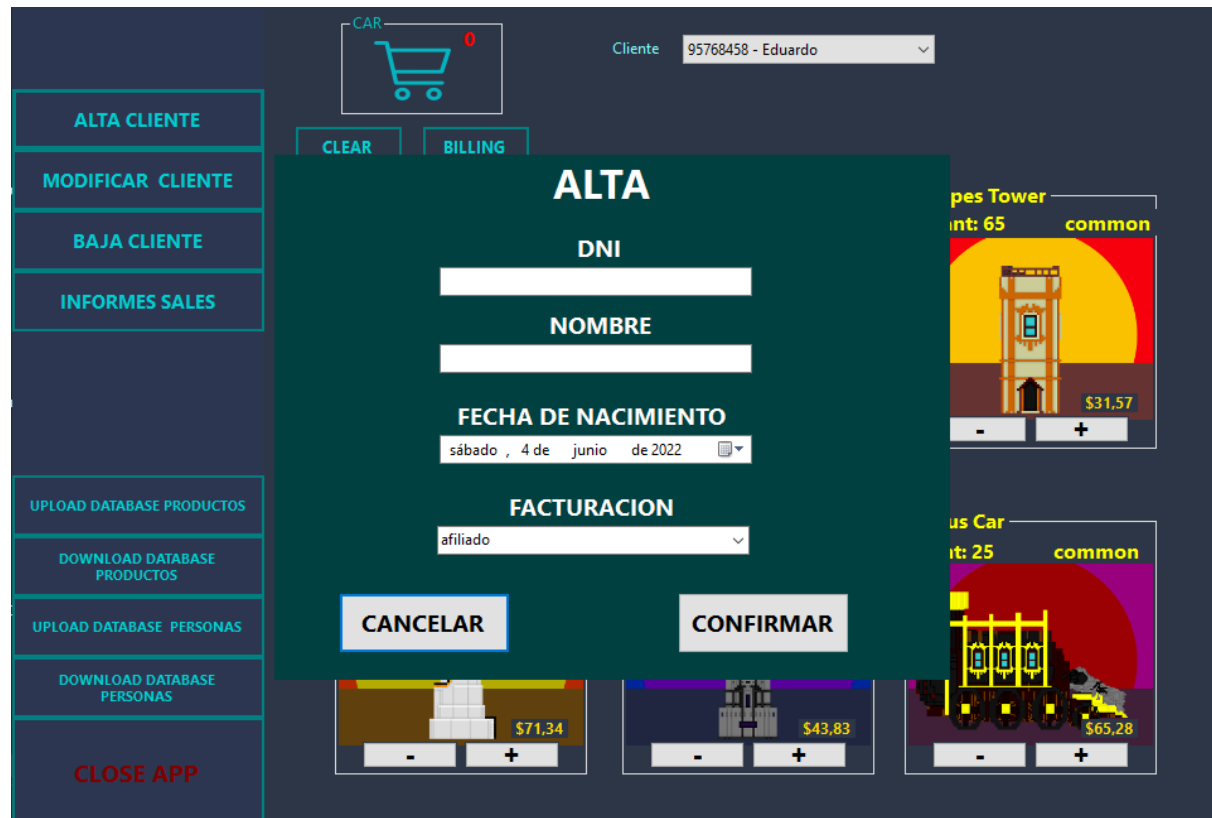 CAR
0
Cliente
95768458 - Eduardo
ALTA CLIENTE
MODIFICAR CLIENTE
BAJA CLIENTE
INFORMES SALES
UPLOAD DATABASE PRODUCTOS
DOWNLOAD DATABASE
PRODUCTOS
UPLOAD DATABASE PERSONAS
DOWNLOAD DATABASE
PERSONAS
CLOSE APP
CLEAR
BILLING
ALTA
DNI
NOMBRE
FECHA DE NACIMIENTO
sábado , 4 de junio de 2022
FACTURACION
afiliado
CANCELAR
CONFIRMAR
pes Tower
nt: 65 common
$31,57
- +
us Car
nt: 25 common
$71,34
- +
$43,83
- +
$65,28
- +